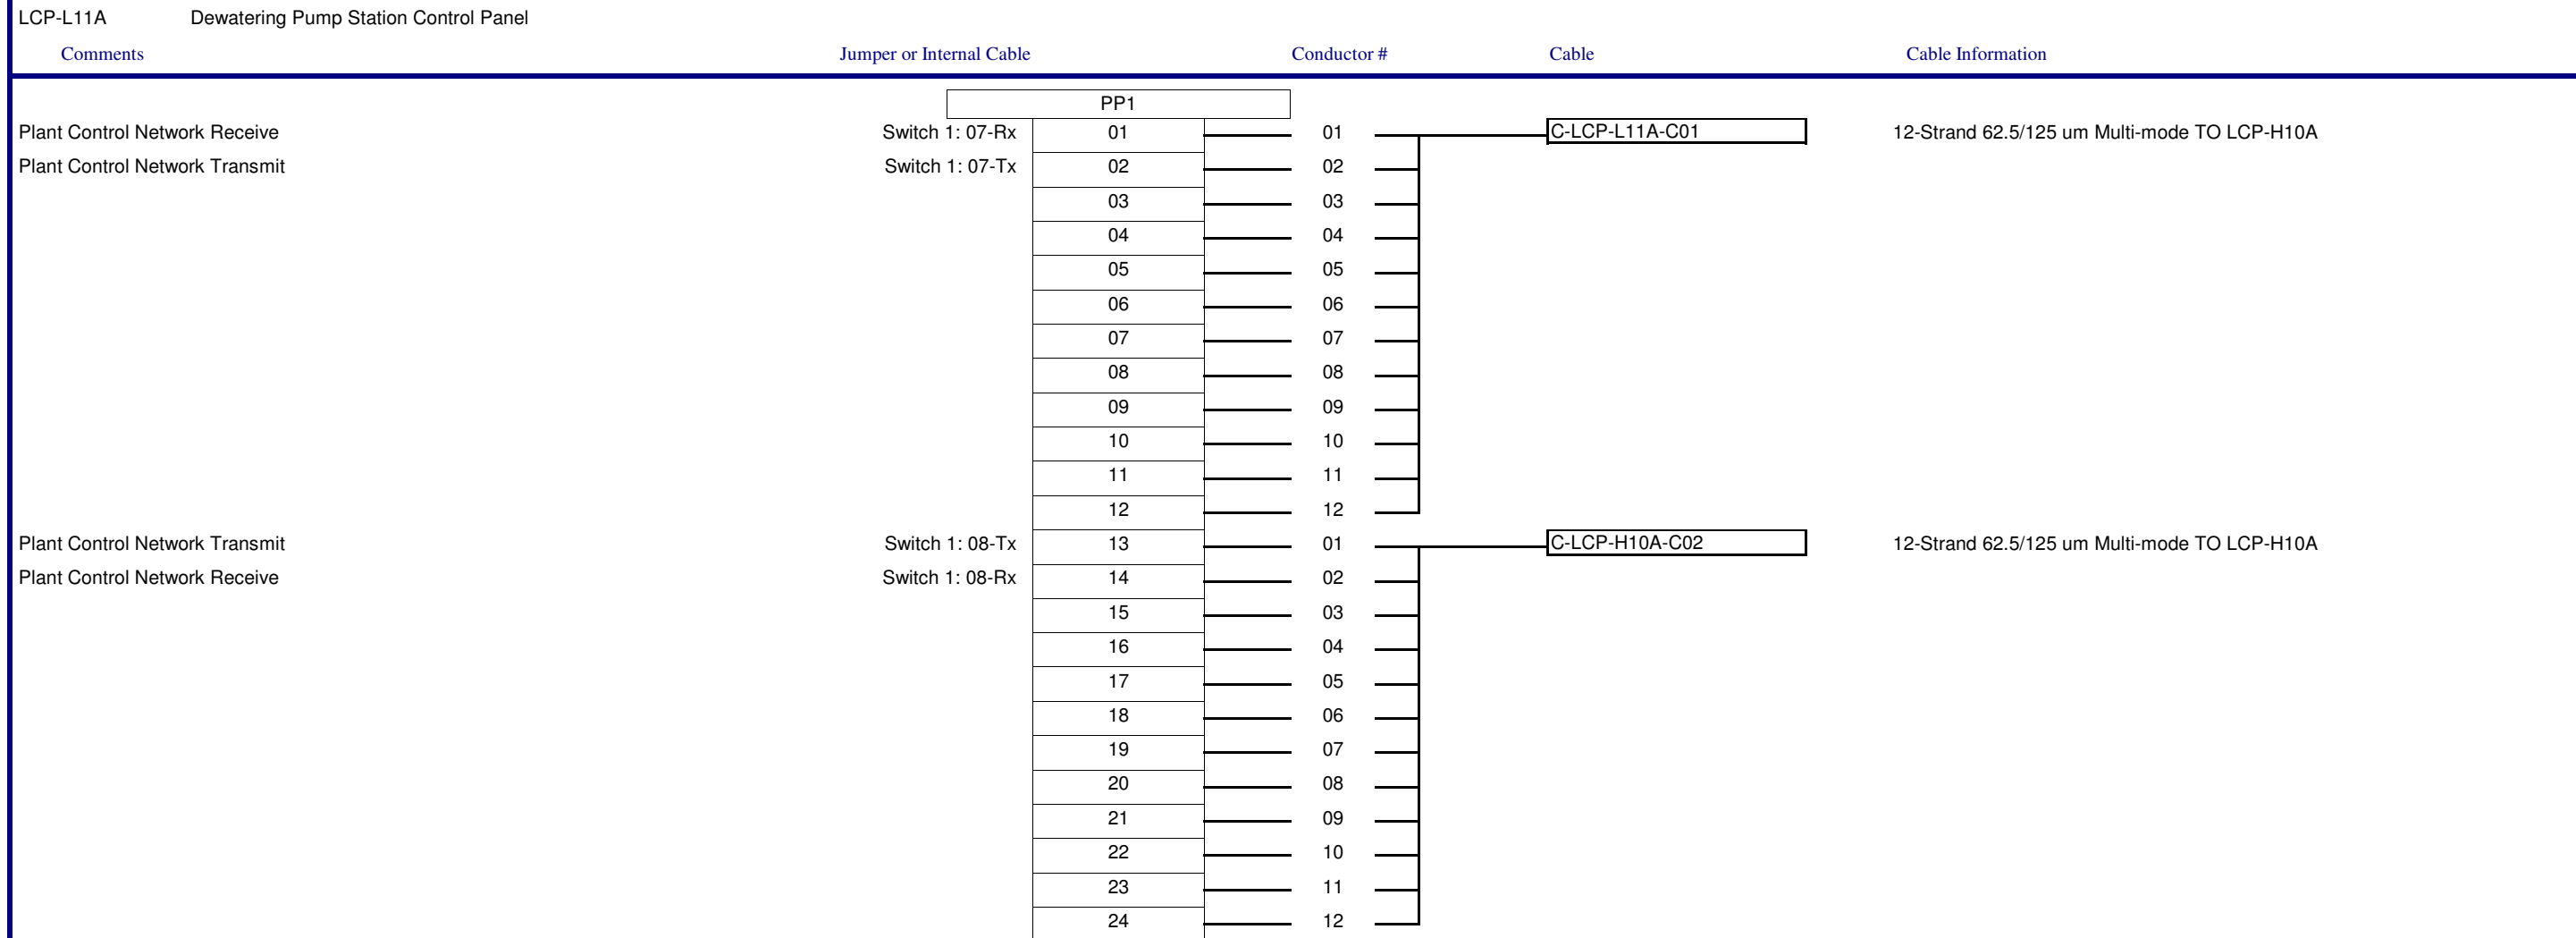 LCP-L11A Dewatering Pump Station Control Panel
Comments Jumper or Internal Cable Conductor # Cable Cable Information
PP1
Plant Control Network Receive Switch 1: 07-Rx 01 01 C-LCP-L11A-C01 12-Strand 62.5/125 um Multi-mode TO LCP-H10A
Plant Control Network Transmit Switch 1: 07-Tx 02 02
03 03
04 04
05 05
06 06
07 07
08 08
09 09
10 10
11 11
12 12
Plant Control Network Transmit Switch 1: 08-Tx 13 01 C-LCP-H10A-C02 12-Strand 62.5/125 um Multi-mode TO LCP-H10A
Plant Control Network Receive Switch 1: 08-Rx 14 02
15 03
16 04
17 05
18 06
19 07
20 08
21 09
22 10
23 11
24 12